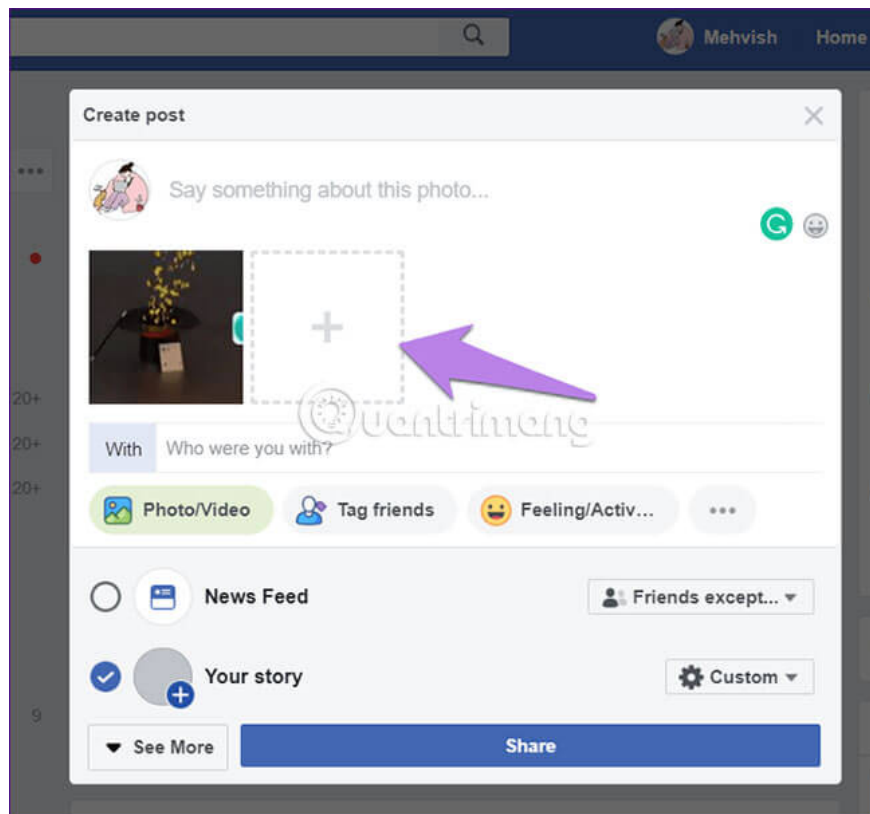 Mehvish Home
Create post
Say something about this photo...
20+
20+
20+
Quantrimang
With Who were you with?
Photo/Video Tag friends Feeling/Activ...
News Feed Friends except...
Your story Custom
9
See More Share